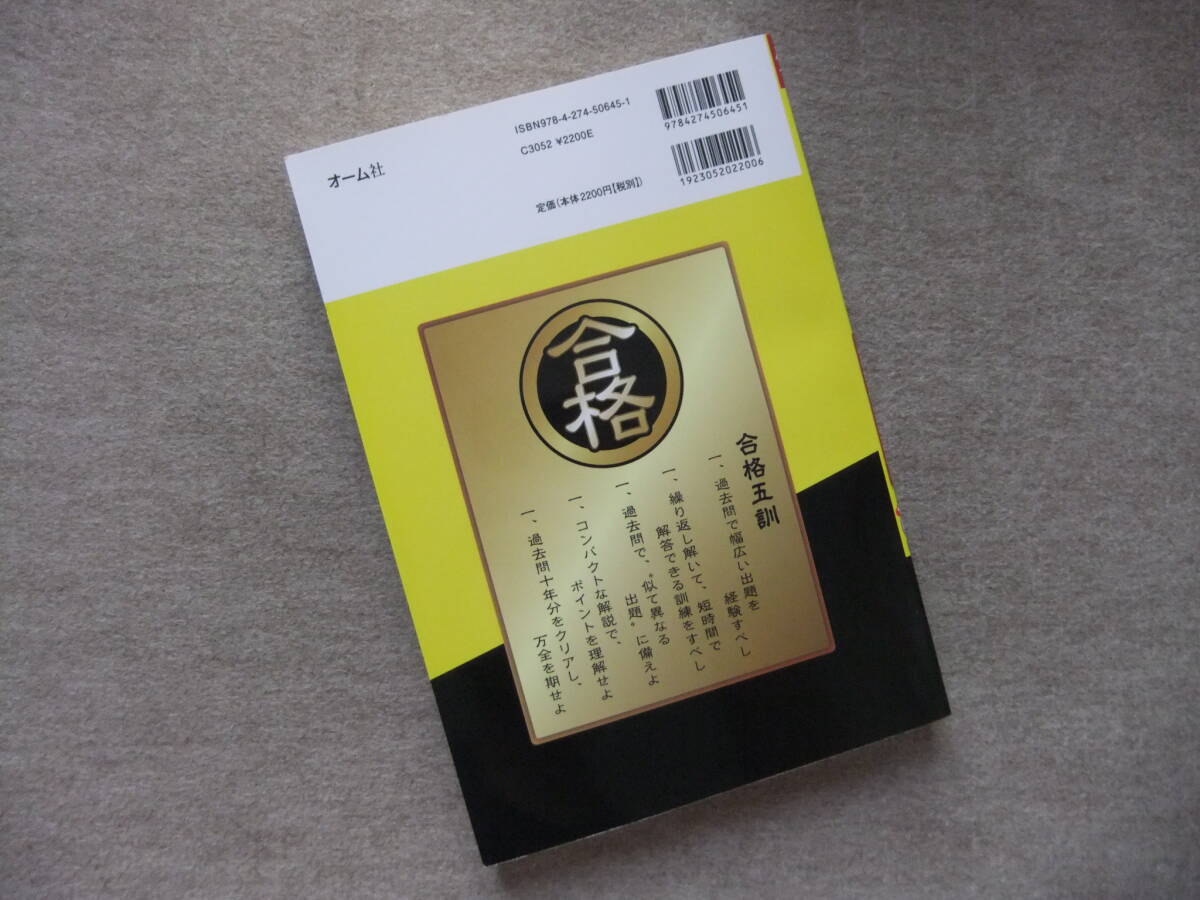 オーム社
ISBN978-4-274-50645-1
C3052 ¥2200E
定価(本体2200円【税別】)
9784274506451
1923052022006
合格
合格五訓
一、過去問で幅広い出題を
経験すべし
一、繰り返し解いて、短時間で
解答できる訓練をすべし
一、過去問で、“似て異なる
出題”に備えよ
一、コンパクトな解説で、
ポイントを理解せよ
一、過去問十年分をクリアし、
万全を期せよ